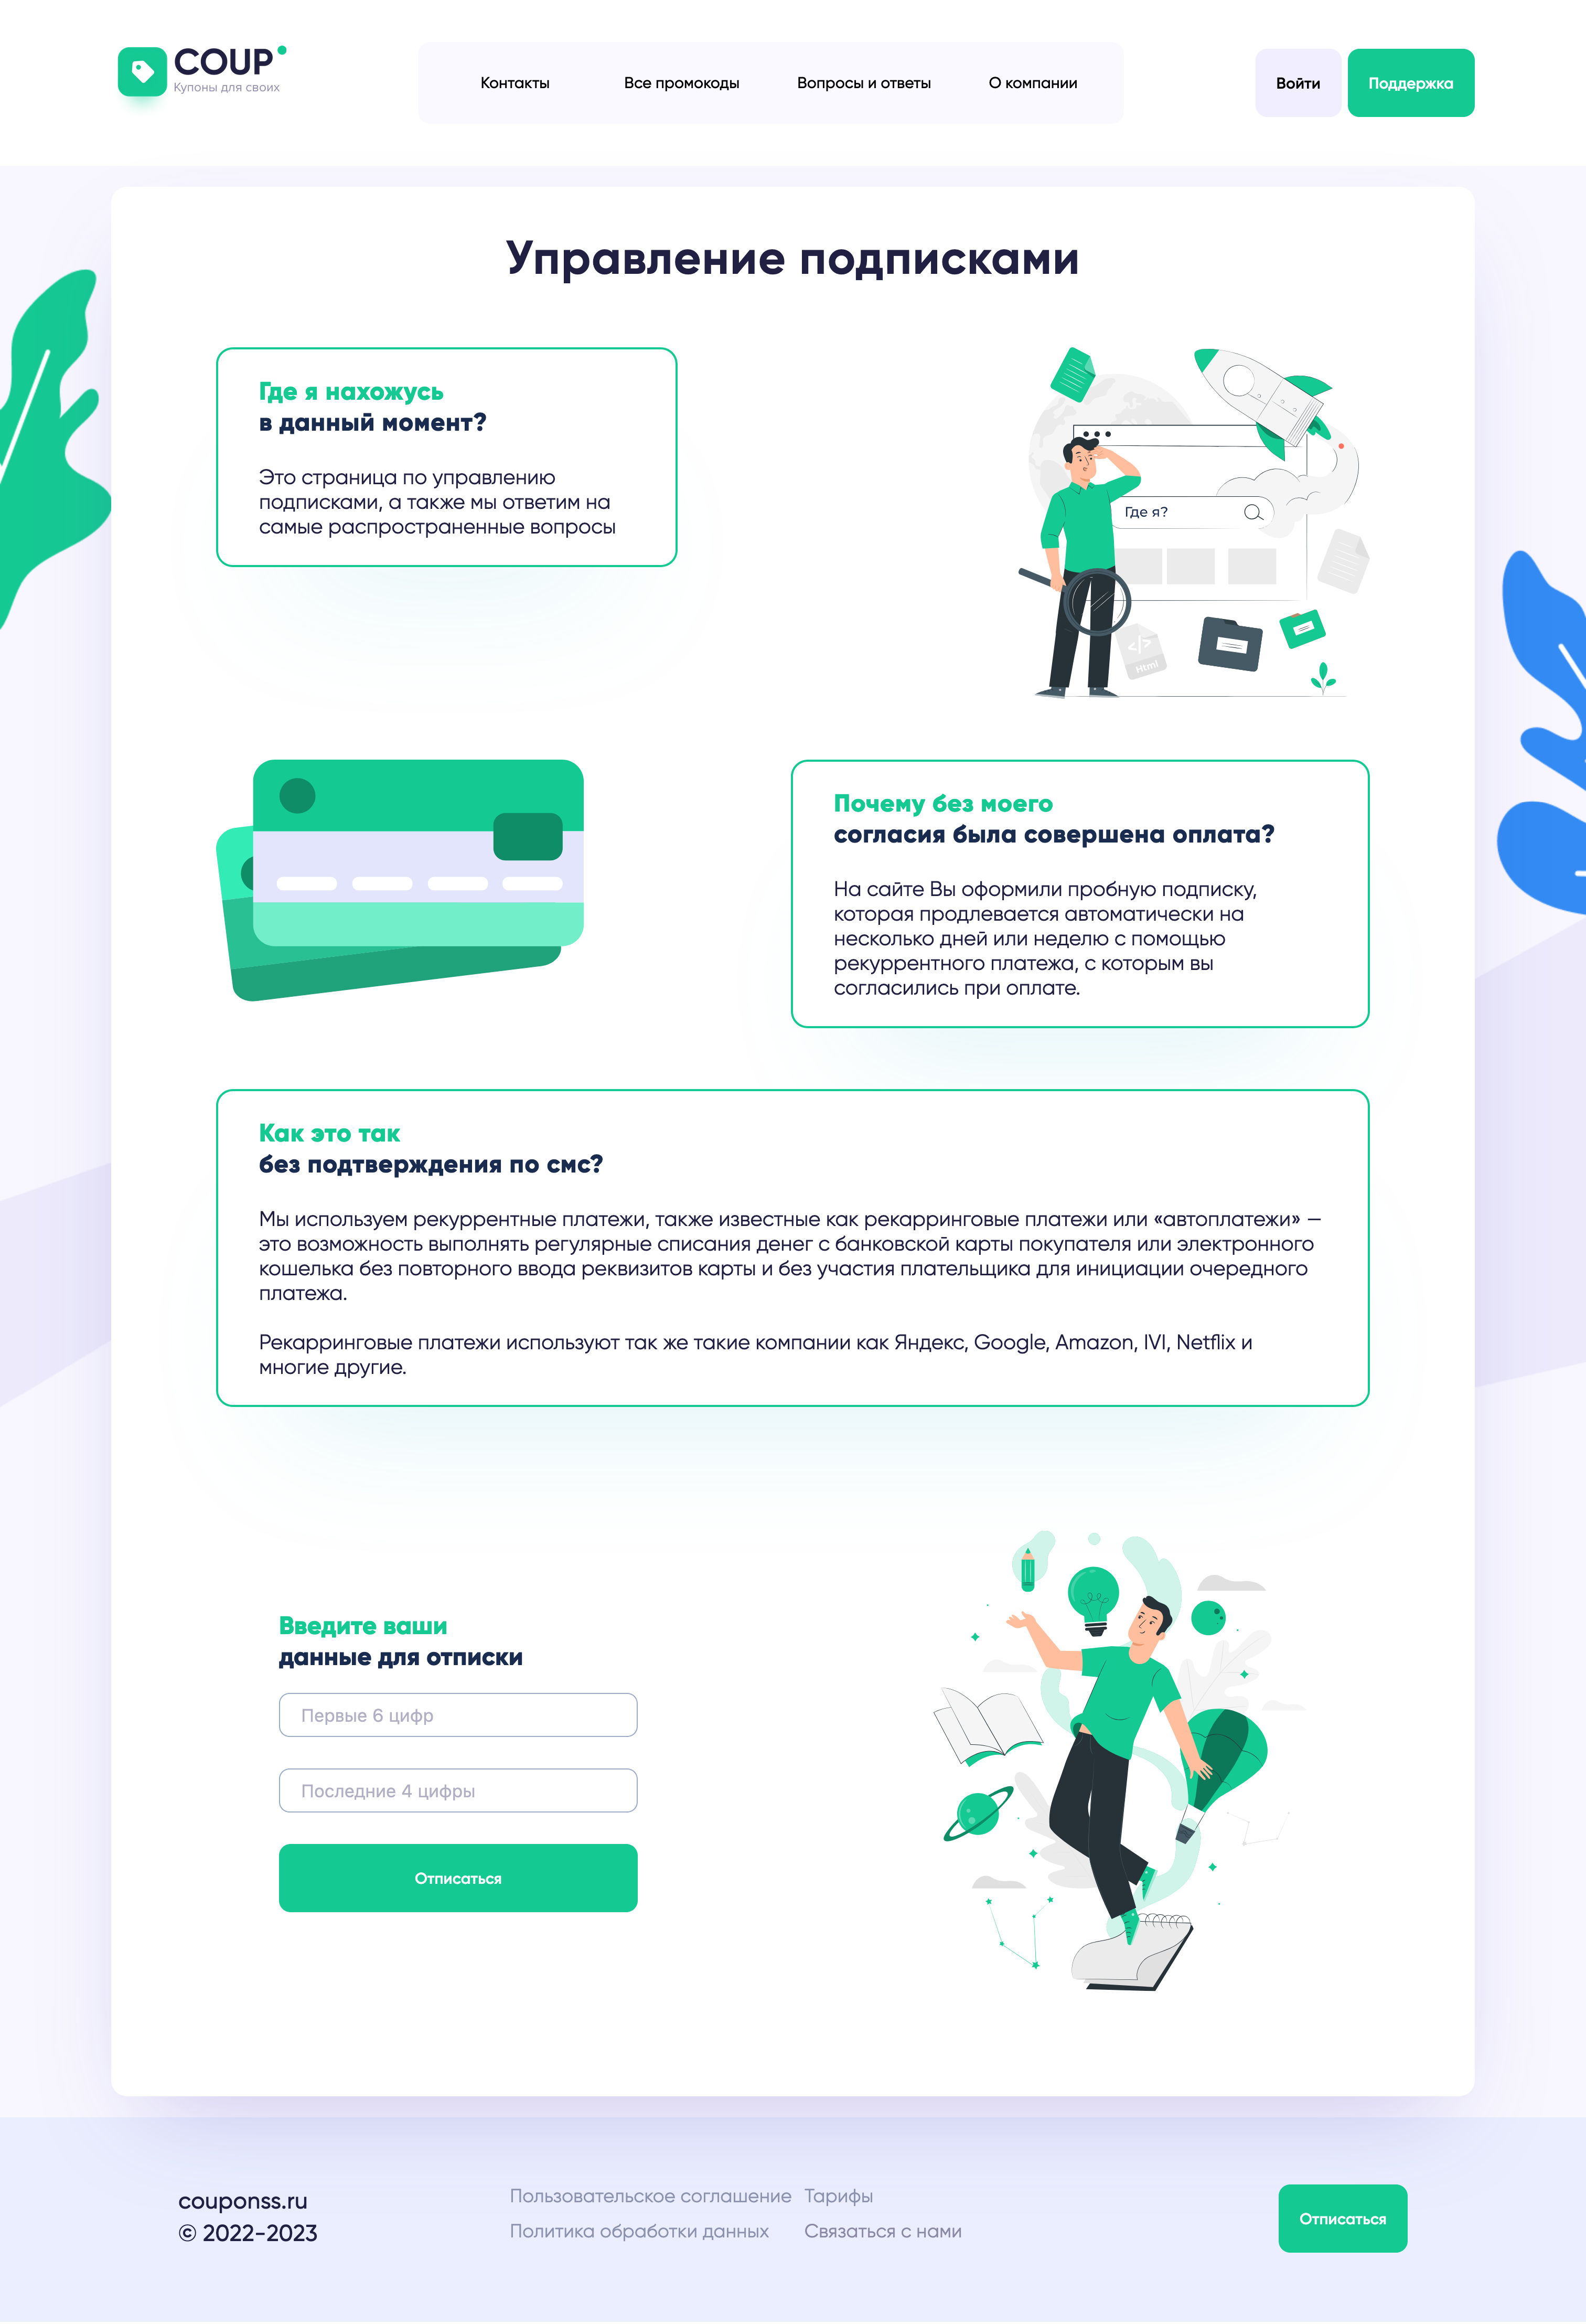 COUP
Купоны для своих
Контакты
Все промокоды
Вопросы и ответы
О компании
Войти
Поддержка
Управление подписками
Где я нахожусь
в данный момент?
Это страница по управлению
подписками, а также мы ответим на
самые распространенные вопросы
Где я?
</>
Html
Почему без моего
согласия была совершена оплата?
На сайте Вы оформили пробную подписку,
которая продлевается автоматически на
несколько дней или неделю с помощью
рекуррентного платежа, с которым вы
согласились при оплате.
Как это так
без подтверждения по смс?
Мы используем рекуррентные платежи, также известные как рекарринговые платежи или «автоплатежи» —
это возможность выполнять регулярные списания денег с банковской карты покупателя или электронного
кошелька без повторного ввода реквизитов карты и без участия плательщика для инициации очередного
платежа.
Рекарринговые платежи используют так же такие компании как Яндекс, Google, Amazon, IVI, Netflix и
многие другие.
Введите ваши
данные для отписки
Первые 6 цифр
Последние 4 цифры
Отписаться
couponss.ru
© 2022-2023
Пользовательское соглашение
Тарифы
Политика обработки данных
Связаться с нами
Отписаться